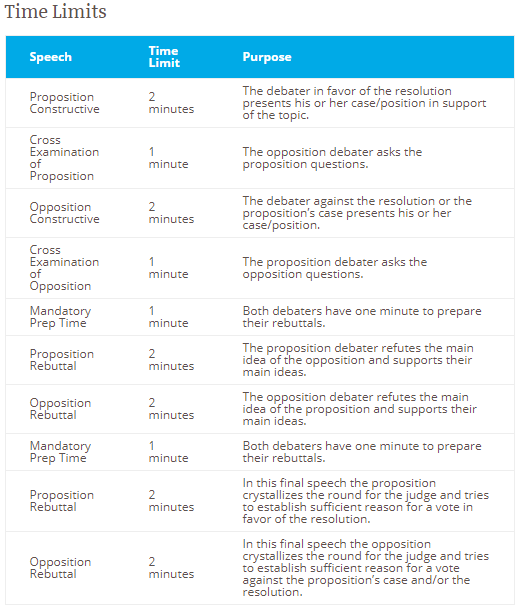 Time Limits
Speech
Time
Limit
Purpose
Proposition
Constructive
2
minutes
The debater in favor of the resolution
presents his or her case/position in support
of the topic.
Cross
Examination
of
Proposition
1
minute
The opposition debater asks the
proposition questions.
Opposition
Constructive
2
minutes
The debater against the resolution or the
proposition's case presents his or her
case/position.
Cross
Examination
of
Opposition
1
minute
The proposition debater asks the
opposition questions.
Mandatory
Prep Time
1
minute
Both debaters have one minute to prepare
their rebuttals.
Proposition
Rebuttal
2
minutes
The proposition debater refutes the main
idea of the opposition and supports their
main ideas.
Opposition
Rebuttal
2
minutes
The opposition debater refutes the main
idea of the proposition and supports their
main ideas.
Mandatory
Prep Time
1
minute
Both debaters have one minute to prepare
their rebuttals.
Proposition
Rebuttal
2
minutes
In this final speech the proposition
crystallizes the round for the judge and tries
to establish sufficient reason for a vote in
favor of the resolution.
Opposition
Rebuttal
2
minutes
In this final speech the opposition
crystallizes the round for the judge and tries
to establish sufficient reason for a vote
against the proposition's case and/or the
resolution.